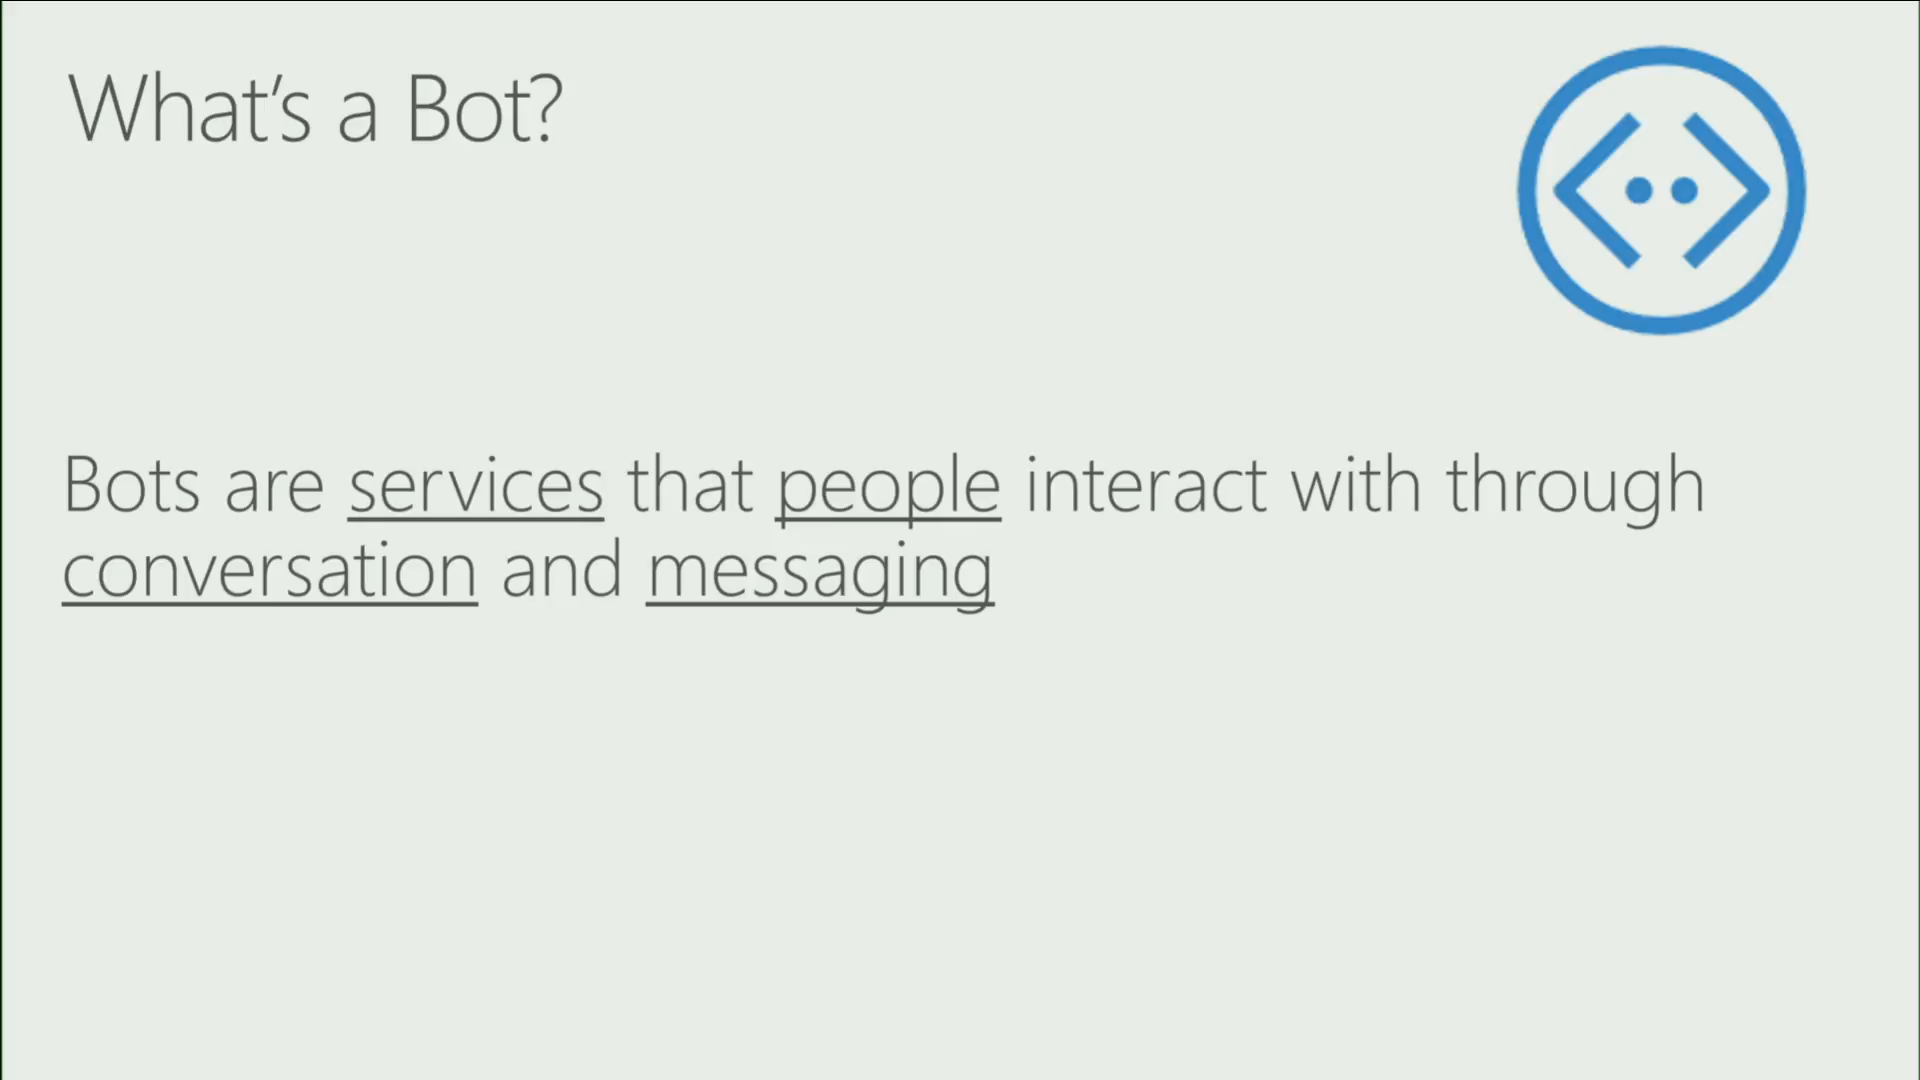 What's a Bot?
Bots are services that people interact with through
conversation and messaging